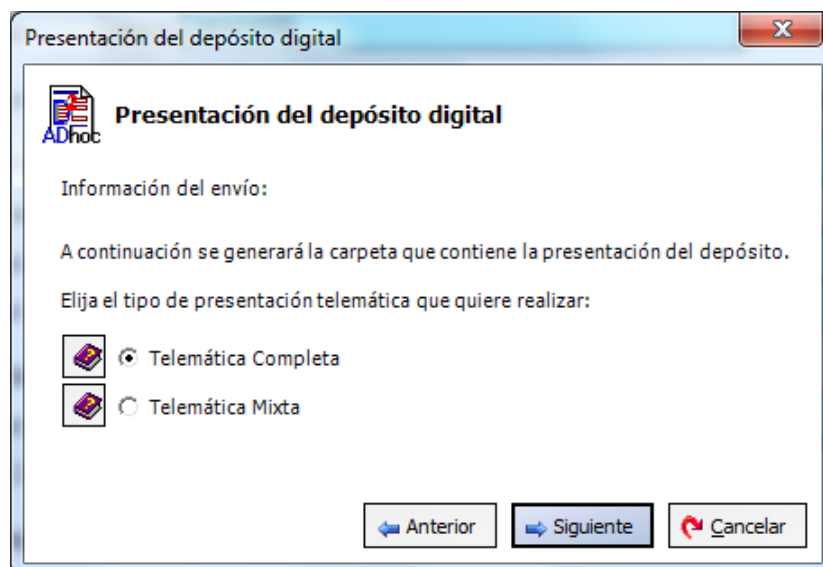 Presentación del depósito digital
Presentación del depósito digital
ADhoc
Información del envío:
A continuación se generará la carpeta que contiene la presentación del depósito.
Elija el tipo de presentación telemática que quiere realizar:
Telemática Completa
Telemática Mixta
Anterior
Siguiente
Cancelar